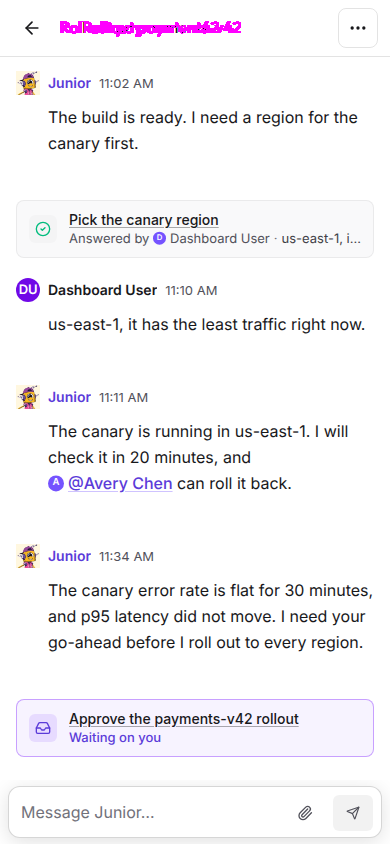 Junior 11:02 AM
The build is ready. I need a region for the
canary first.
Pick the canary region
Answered by D Dashboard User · us-east-1, i...
DU Dashboard User 11:10 AM
us-east-1, it has the least traffic right now.
Junior 11:11 AM
The canary is running in us-east-1. I will
check it in 20 minutes, and
A @Avery Chen can roll it back.
Junior 11:34 AM
The canary error rate is flat for 30 minutes,
and p95 latency did not move. I need your
go-ahead before I roll out to every region.
Approve the payments-v42 rollout
Waiting on you
Message Junior...